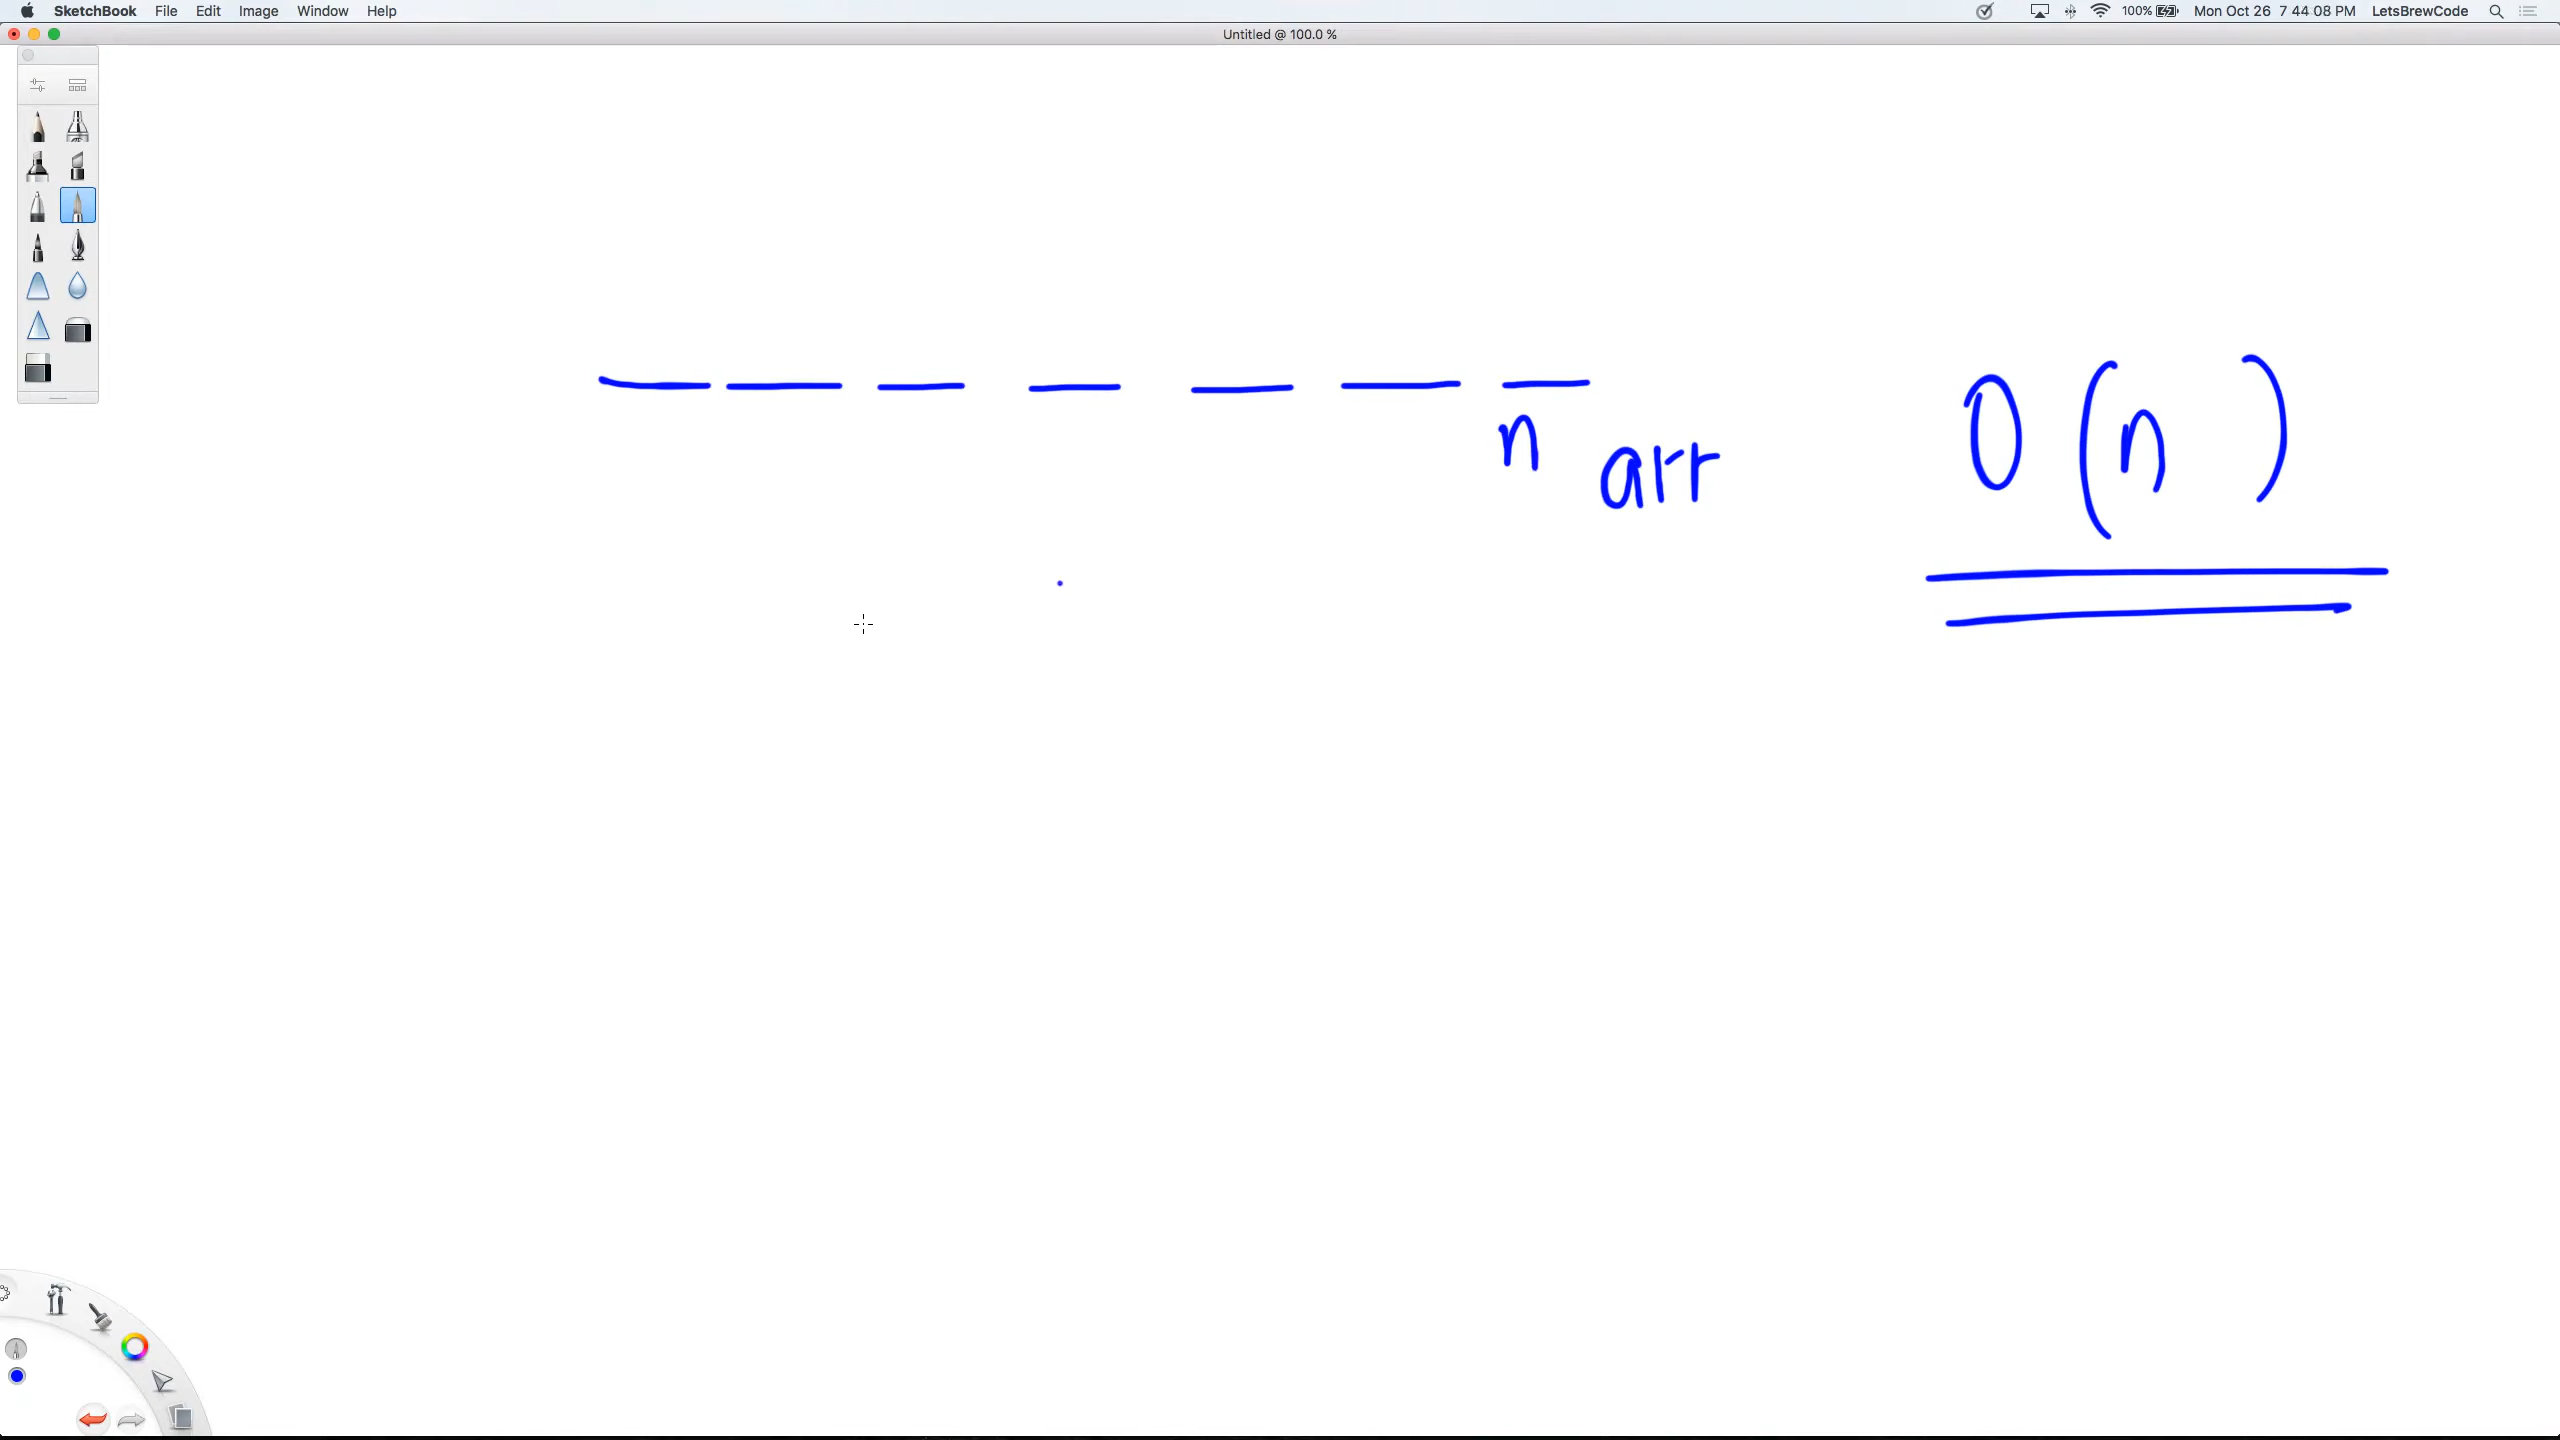 SketchBook File Edit Image Window Help 100% Mon Oct 26 7 44 08 PM LetsBrewCode
Untitled @ 100.0 %
n arr O (n )